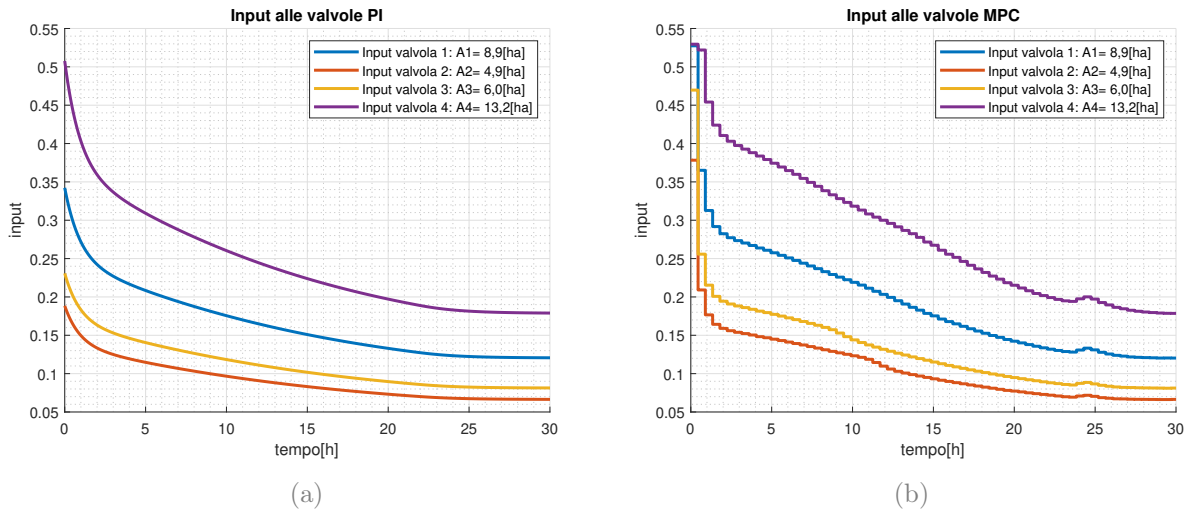 Input alle valvole PI
0.55
0.5
0.45
0.4
0.35
0.3
0.25
0.2
0.15
0.1
0.05
input
Input valvola 1: A1= 8,9[ha]
Input valvola 2: A2= 4,9[ha]
Input valvola 3: A3= 6,0[ha]
Input valvola 4: A4= 13,2[ha]
0 5 10 15 20 25 30
tempo[h]
(a)
Input alle valvole MPC
0.55
0.5
0.45
0.4
0.35
0.3
0.25
0.2
0.15
0.1
0.05
input
Input valvola 1: A1= 8,9[ha]
Input valvola 2: A2= 4,9[ha]
Input valvola 3: A3= 6,0[ha]
Input valvola 4: A4= 13,2[ha]
0 5 10 15 20 25 30
tempo[h]
(b)